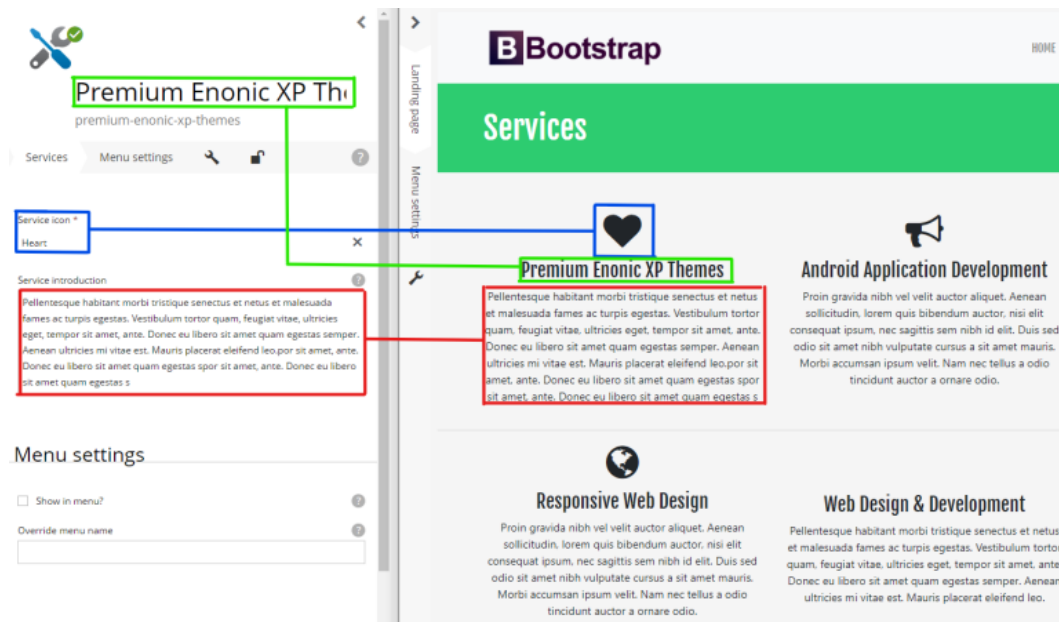 Premium Enonic XP Th
premium-enonic-xp-themes
Services
Menu settings
Service icon *
Heart
Service introduction
Pellentesque habitant morbi tristique senectus et netus et malesuada
fames ac turpis egestas. Vestibulum tortor quam, feugiat vitae, ultricies
eget, tempor sit amet, ante. Donec eu libero sit amet quam egestas semper.
Aenean ultricies mi vitae est. Mauris placerat eleifend leo.por sit amet, ante.
Donec eu libero sit amet quam egestas spor sit amet, ante. Donec eu libero
sit amet quam egestas s
Menu settings
Show in menu?
Override menu name
Landing page
Menu settings
B Bootstrap
HOME
Services
Premium Enonic XP Themes
Pellentesque habitant morbi tristique senectus et netus
et malesuada fames ac turpis egestas. Vestibulum tortor
quam, feugiat vitae, ultricies eget, tempor sit amet, ante.
Donec eu libero sit amet quam egestas semper. Aenean
ultricies mi vitae est. Mauris placerat eleifend leo.por sit
amet, ante. Donec eu libero sit amet quam egestas spor
sit amet, ante. Donec eu libero sit amet quam egestas s
Android Application Development
Proin gravida nibh vel velit auctor aliquet. Aenean
sollicitudin, lorem quis bibendum auctor, nisi elit
consequat ipsum, nec sagittis sem nibh id elit. Duis sed
odio sit amet nibh vulputate cursus a sit amet mauris.
Morbi accumsan ipsum velit. Nam nec tellus a odio
tincidunt auctor a ornare odio.
Responsive Web Design
Proin gravida nibh vel velit auctor aliquet. Aenean
sollicitudin, lorem quis bibendum auctor, nisi elit
consequat ipsum, nec sagittis sem nibh id elit. Duis sed
odio sit amet nibh vulputate cursus a sit amet mauris.
Morbi accumsan ipsum velit. Nam nec tellus a odio
tincidunt auctor a ornare odio.
Web Design & Development
Pellentesque habitant morbi tristique senectus et netus
et malesuada fames ac turpis egestas. Vestibulum tortor
quam, feugiat vitae, ultricies eget, tempor sit amet, ante.
Donec eu libero sit amet quam egestas semper. Aenean
ultricies mi vitae est. Mauris placerat eleifend leo.